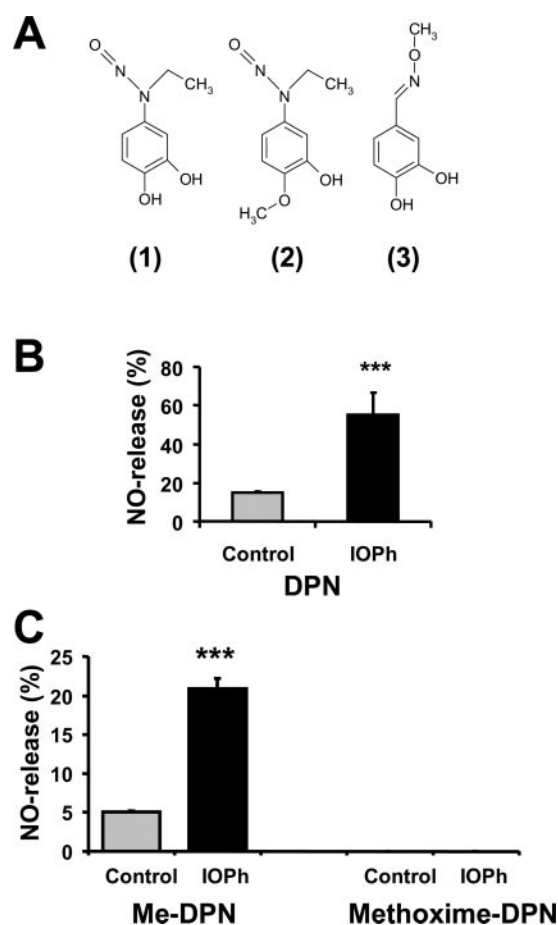 A
O
N
N
CH3
OH
OH
(1)
O
N
N
CH3
OH
O
H3C
(2)
CH3
O
N
OH
OH
(3)
B
NO-release (%)
80
60
40
20
0
***
Control IOPh
DPN
C
NO-release (%)
25
20
15
10
5
0
***
Control IOPh Control IOPh
Me-DPN Methoxime-DPN